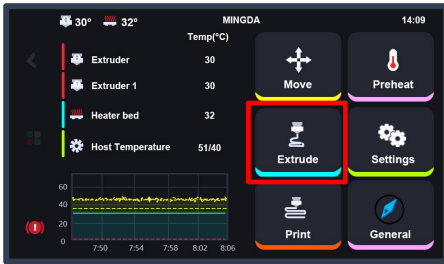 30° 32° MINGDA 14:09
Temp(°C)
Extruder 30
Extruder 1 30
Heater bed 32
Host Temperature 51/40
Move
Preheat
Extrude
Settings
Print
General
60
40
20
0
7:50 7:54 7:58 8:02 8:06